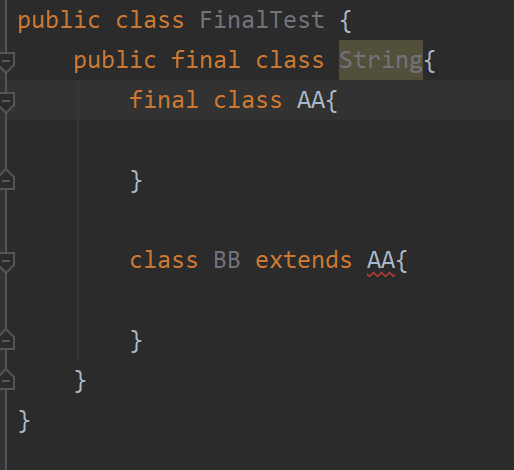 public class FinalTest {
    public final class String{
        final class AA{

        }

        class BB extends AA{

        }
    }
}